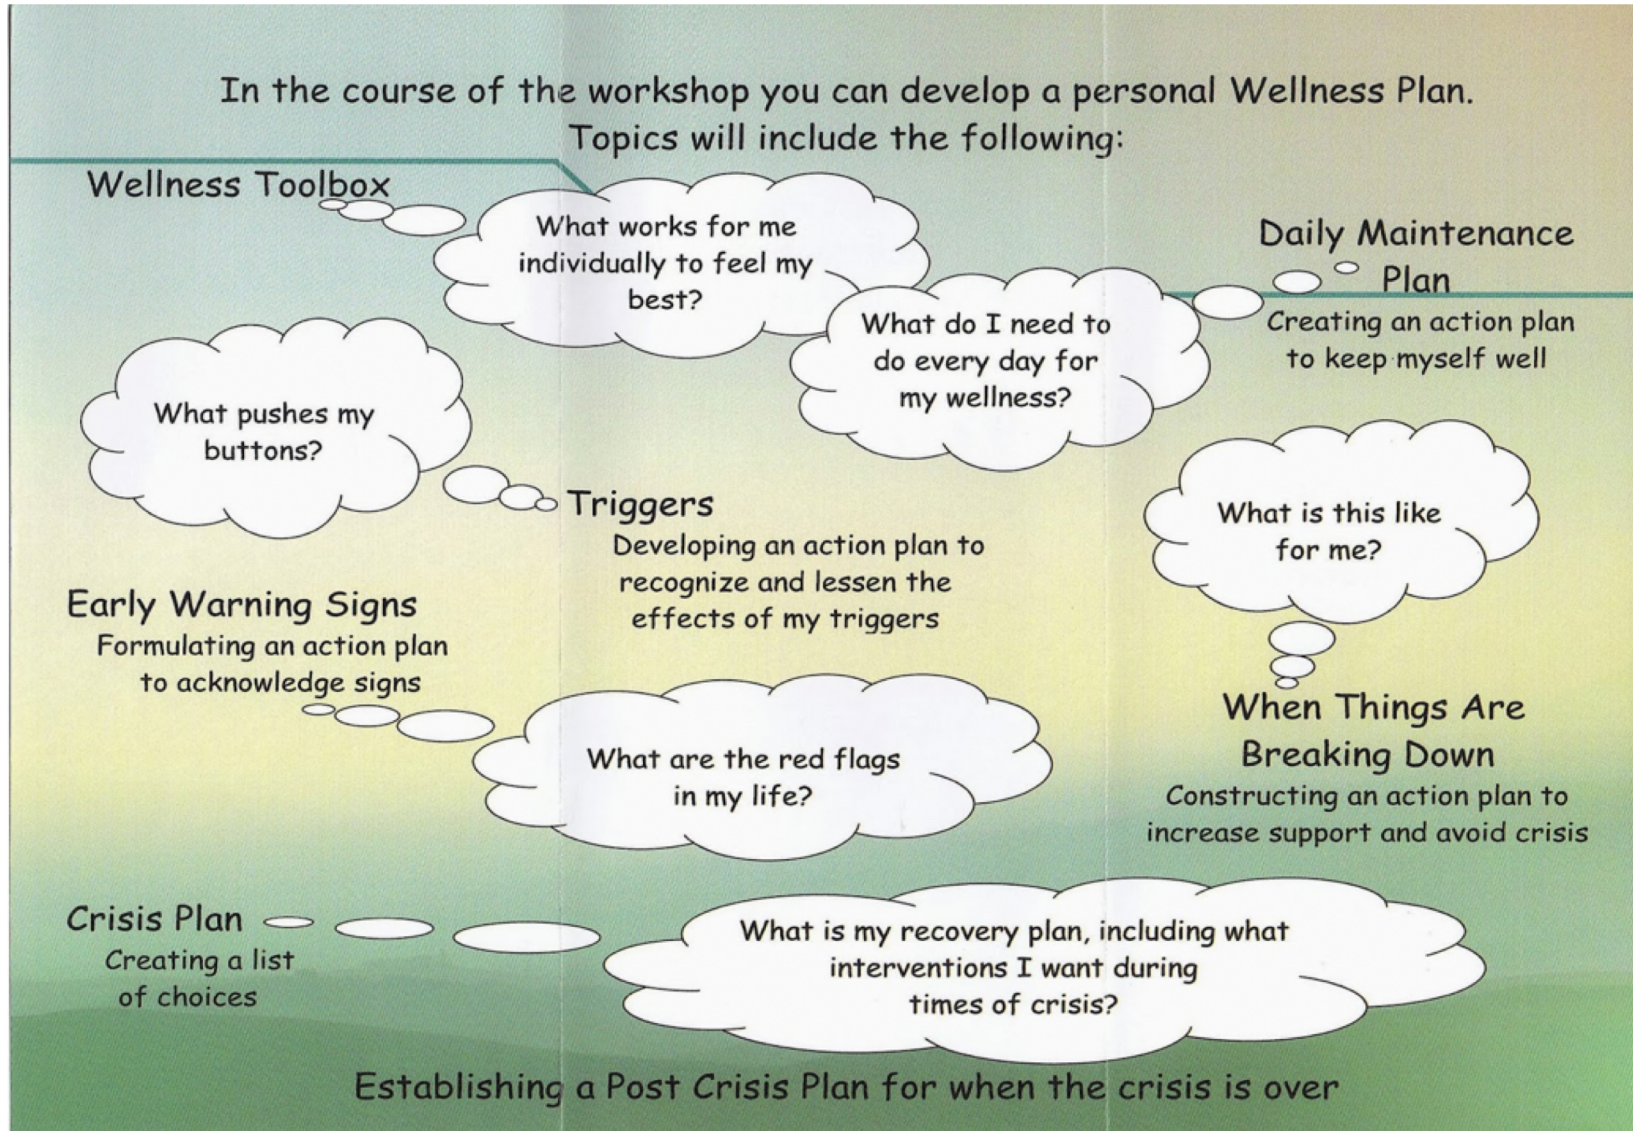 In the course of the workshop you can develop a personal Wellness Plan.
Topics will include the following:
Wellness Toolbox
What works for me
individually to feel my
best?
Daily Maintenance
Plan
Creating an action plan
to keep myself well
What do I need to
do every day for
my wellness?
What pushes my
buttons?
Triggers
Developing an action plan to
recognize and lessen the
effects of my triggers
What is this like
for me?
When Things Are
Breaking Down
Constructing an action plan to
increase support and avoid crisis
Early Warning Signs
Formulating an action plan
to acknowledge signs
What are the red flags
in my life?
Crisis Plan
Creating a list
of choices
What is my recovery plan, including what
interventions I want during
times of crisis?
Establishing a Post Crisis Plan for when the crisis is over